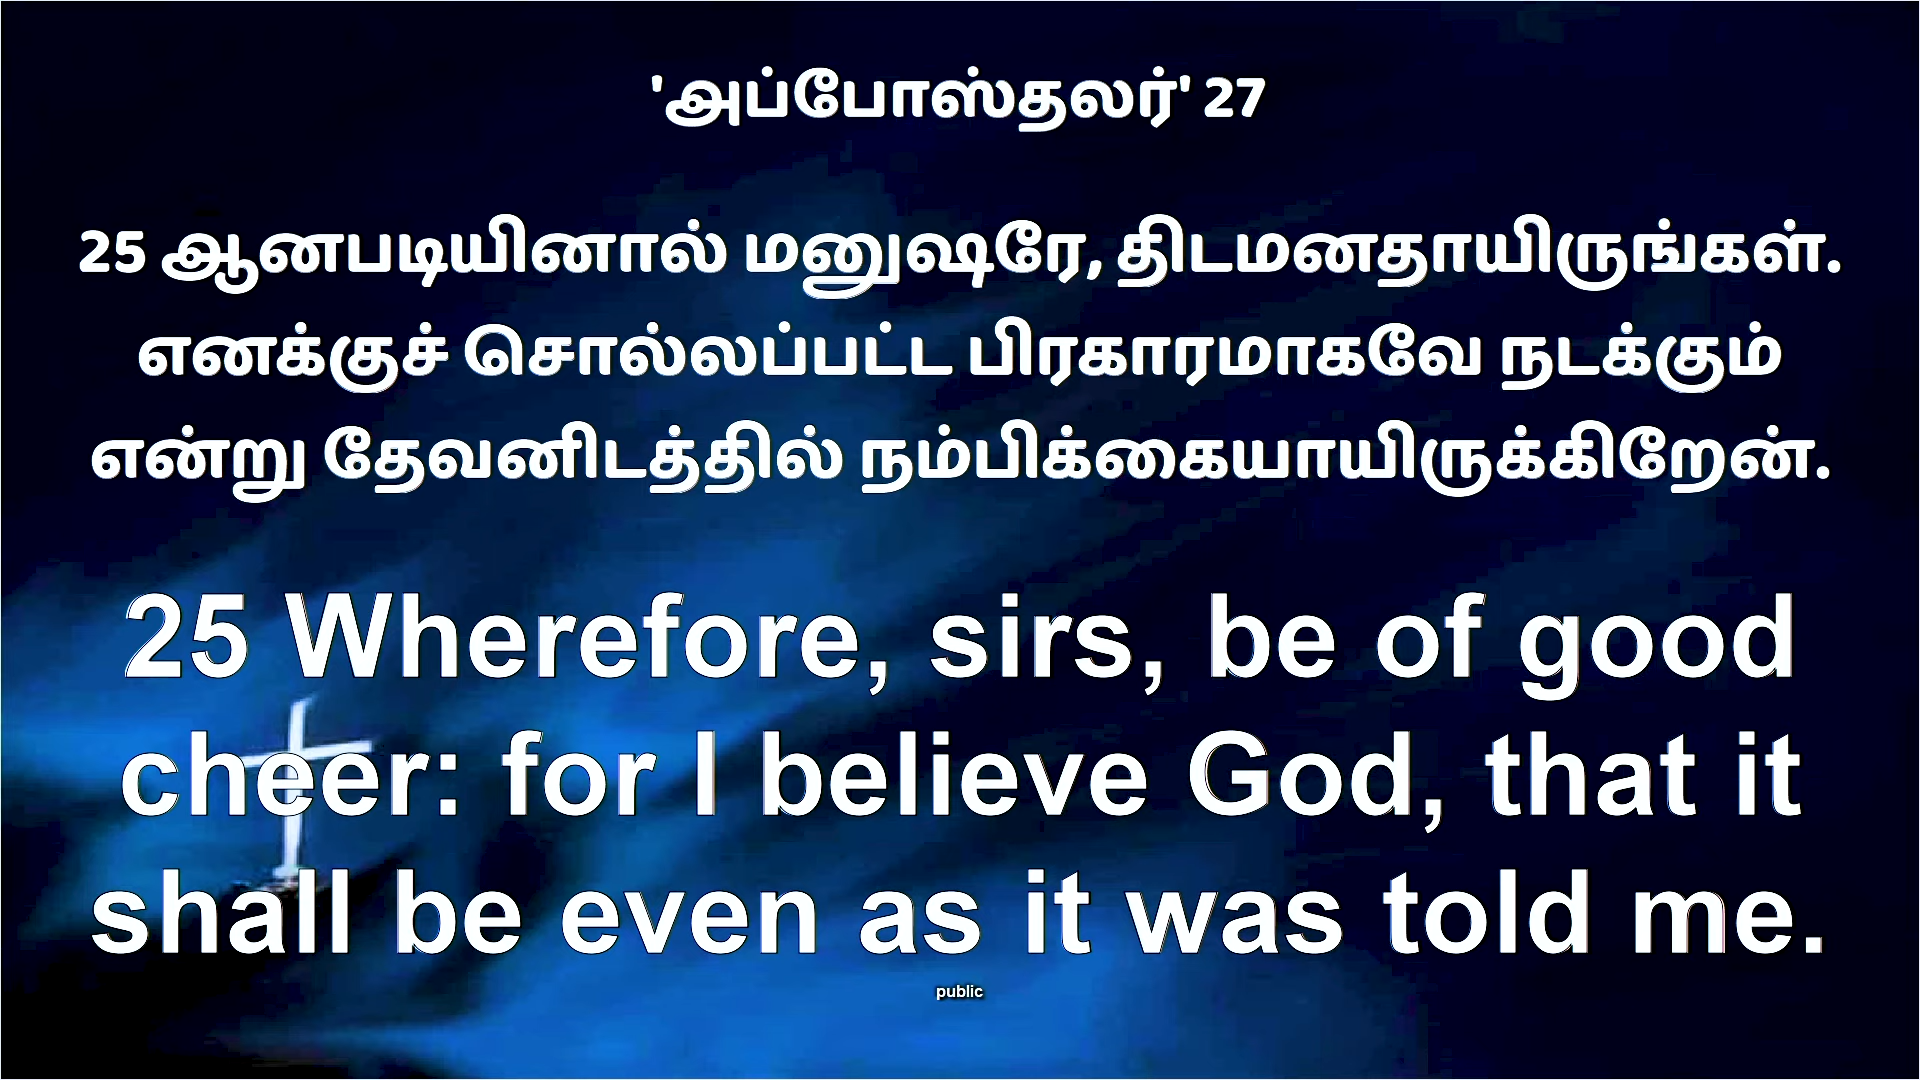 'அப்போஸ்தலர்' 27
25 ஆனபடியினால் மனுஷரே, திடமனதாயிருங்கள்.
எனக்குச் சொல்லப்பட்ட பிரகாரமாகவே நடக்கும்
என்று தேவனிடத்தில் நம்பிக்கையாயிருக்கிறேன்.
25 Wherefore, sirs, be of good
cheer: for I believe God, that it
shall be even as it was told me.
public